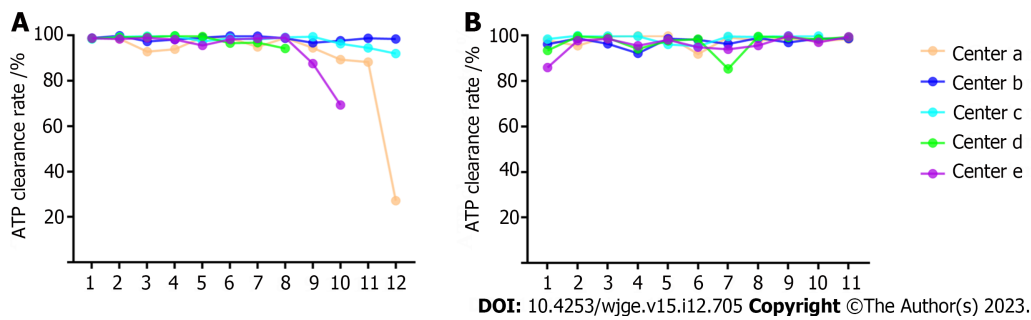 A
ATP clearance rate /%
100
80
60
40
20
1 2 3 4 5 6 7 8 9 10 11 12
B
ATP clearance rate /%
100
80
60
40
20
1 2 3 4 5 6 7 8 9 10 11
Center a
Center b
Center c
Center d
Center e
DOI: 10.4253/wjge.v15.i12.705 Copyright ©The Author(s) 2023.